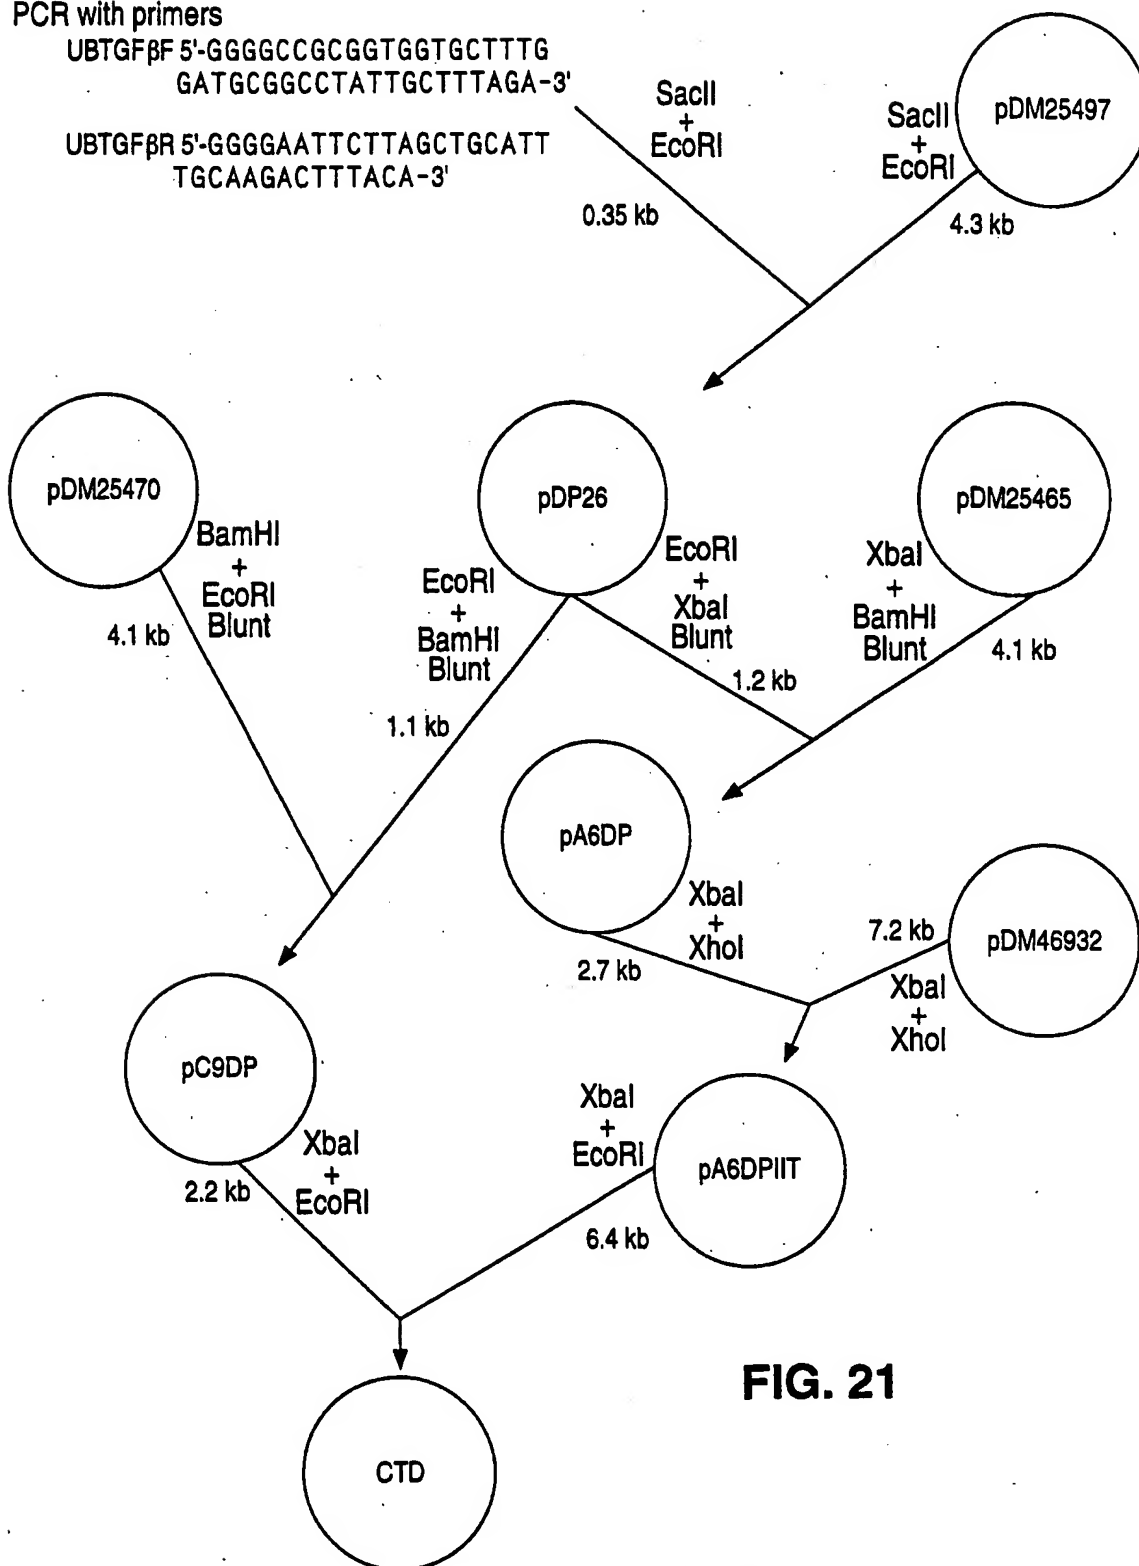 PCR with primers
UBTGFβF 5'-GGGGCCGCGGTGGTGCTTTG
GATGCGGCCTATTGCTTTAGA-3'
UBTGFβR 5'-GGGGAATTCTTAGCTGCATT
TGCAAGACTTTACA-3'
SacII
+
EcoRI
0.35 kb
SacII
+
EcoRI
pDM25497
4.3 kb
pDM25470
BamHI
+
EcoRI
Blunt
4.1 kb
pDP26
EcoRI
+
BamHI
Blunt
1.1 kb
EcoRI
+
XbaI
Blunt
1.2 kb
pDM25465
XbaI
+
BamHI
Blunt
4.1 kb
pA6DP
XbaI
+
XhoI
2.7 kb
7.2 kb
pDM46932
XbaI
+
XhoI
pC9DP
XbaI
+
EcoRI
2.2 kb
XbaI
+
EcoRI
pA6DPIIT
6.4 kb
FIG. 21
CTD